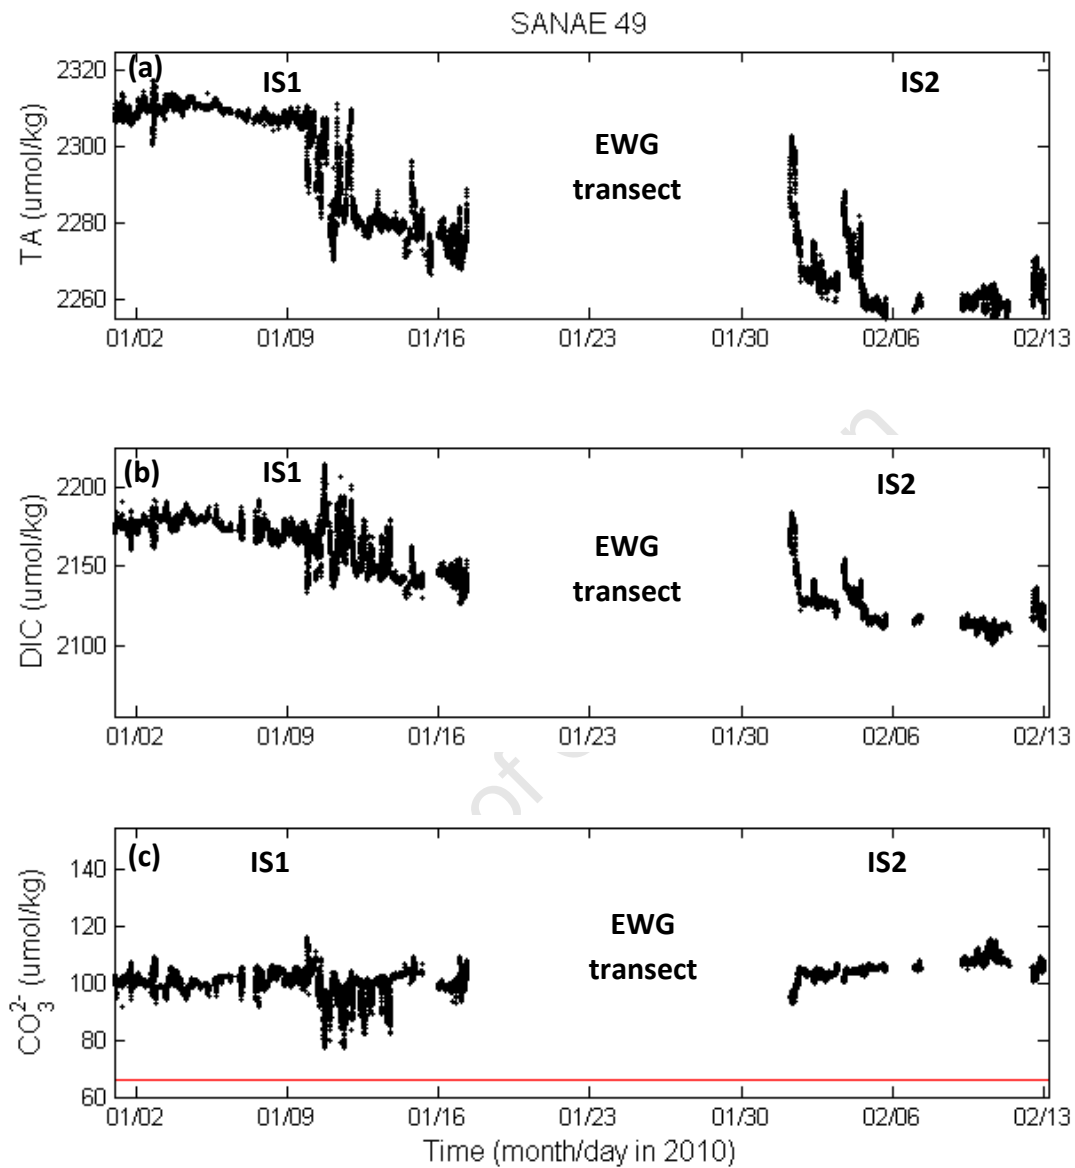 SANAE 49
(a)
IS1
IS2
EWG
transect
TA (umol/kg)
2320
2300
2280
2260
01/02 01/09 01/16 01/23 01/30 02/06 02/13
(b)
IS1
IS2
EWG
transect
DIC (umol/kg)
2200
2150
2100
01/02 01/09 01/16 01/23 01/30 02/06 02/13
of
(c)
IS1
IS2
EWG
transect
CO₃²⁻ (umol/kg)
140
120
100
80
60
01/02 01/09 01/16 01/23 01/30 02/06 02/13
Time (month/day in 2010)